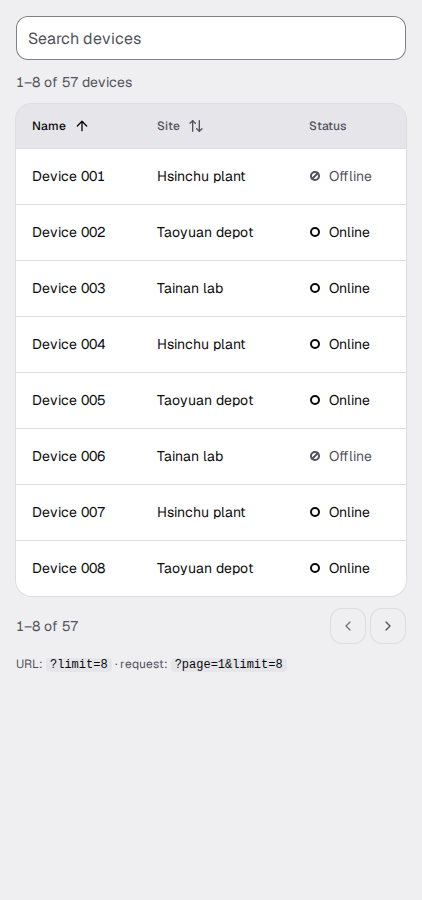 Search devices
1–8 of 57 devices
Name Site Status
Device 001 Hsinchu plant Offline
Device 002 Taoyuan depot Online
Device 003 Tainan lab Online
Device 004 Hsinchu plant Online
Device 005 Taoyuan depot Online
Device 006 Tainan lab Offline
Device 007 Hsinchu plant Online
Device 008 Taoyuan depot Online
1–8 of 57
URL: ?limit=8 · request: ?page=1&limit=8